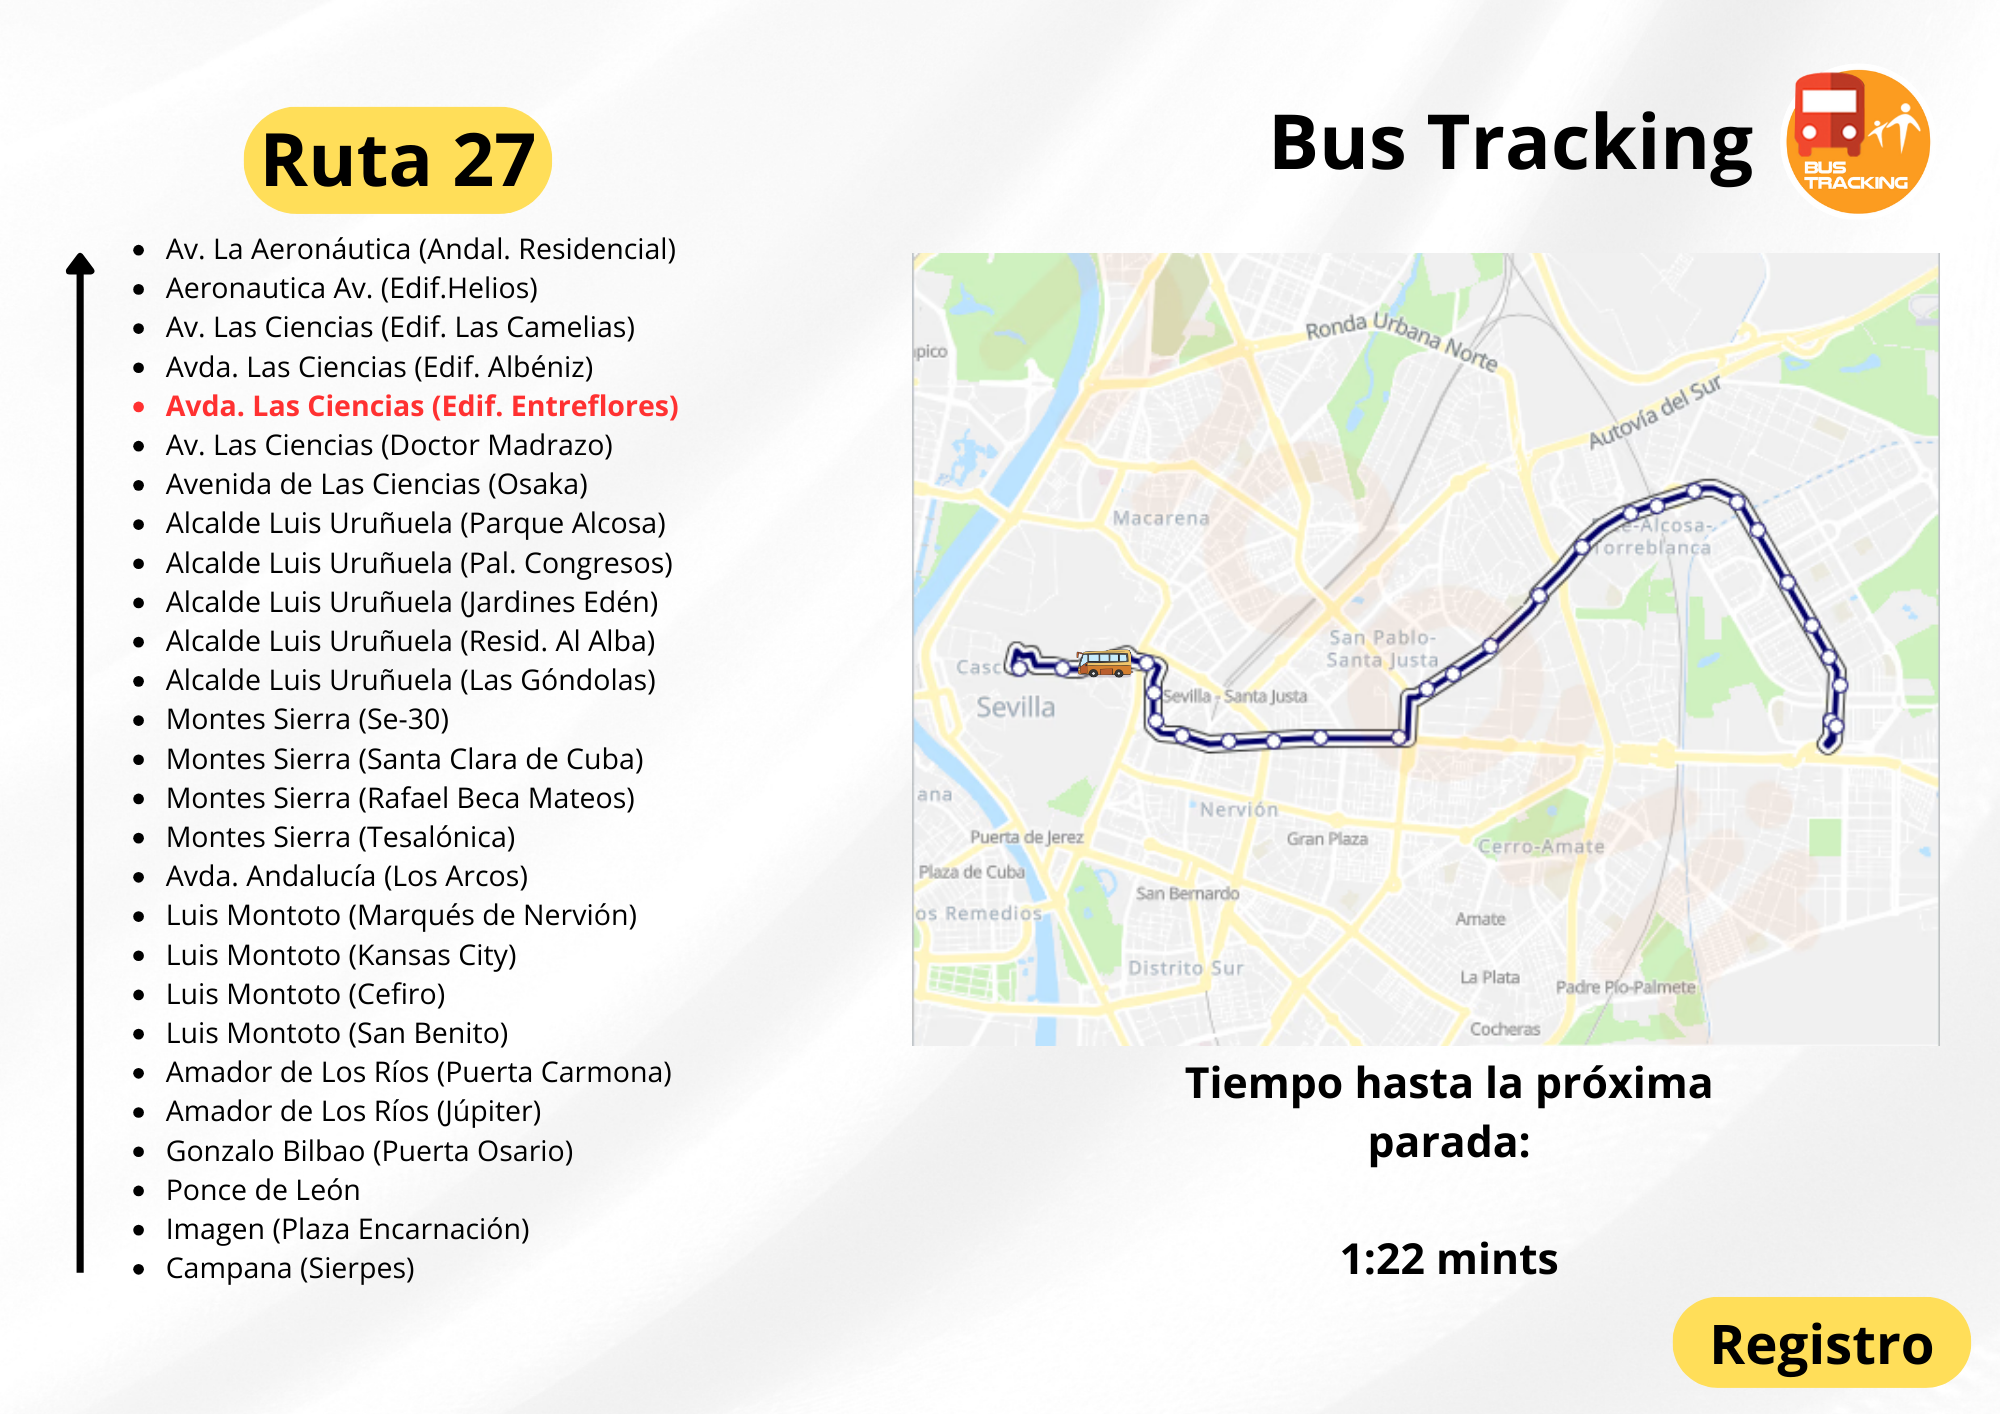 Ruta 27
Av. La Aeronáutica (Andal. Residencial)
Aeronautica Av. (Edif.Helios)
Av. Las Ciencias (Edif. Las Camelias)
Avda. Las Ciencias (Edif. Albéniz)
Avda. Las Ciencias (Edif. Entreflores)
Av. Las Ciencias (Doctor Madrazo)
Avenida de Las Ciencias (Osaka)
Alcalde Luis Uruñuela (Parque Alcosa)
Alcalde Luis Uruñuela (Pal. Congresos)
Alcalde Luis Uruñuela (Jardines Edén)
Alcalde Luis Uruñuela (Resid. Al Alba)
Alcalde Luis Uruñuela (Las Góndolas)
Montes Sierra (Se-30)
Montes Sierra (Santa Clara de Cuba)
Montes Sierra (Rafael Beca Mateos)
Montes Sierra (Tesalónica)
Avda. Andalucía (Los Arcos)
Luis Montoto (Marqués de Nervión)
Luis Montoto (Kansas City)
Luis Montoto (Cefiro)
Luis Montoto (San Benito)
Amador de Los Ríos (Puerta Carmona)
Amador de Los Ríos (Júpiter)
Gonzalo Bilbao (Puerta Osario)
Ponce de León
Imagen (Plaza Encarnación)
Campana (Sierpes)
Bus Tracking
BUS
TRACKING
Ronda Urbana Norte
pico
Autovía del Sur
Macarena
e-Alcosa-
Torreblanca
San Pablo-
Santa Justa
Casc
Sevilla - Santa Justa
Sevilla
ana
Nervión
Puerta de Jerez
Gran Plaza
Cerro-Amate
Plaza de Cuba
San Bernardo
os Remedios
Amate
Distrito Sur
La Plata
Padre Pío-Palmete
Cocheras
Tiempo hasta la próxima
parada:
1:22 mints
Registro